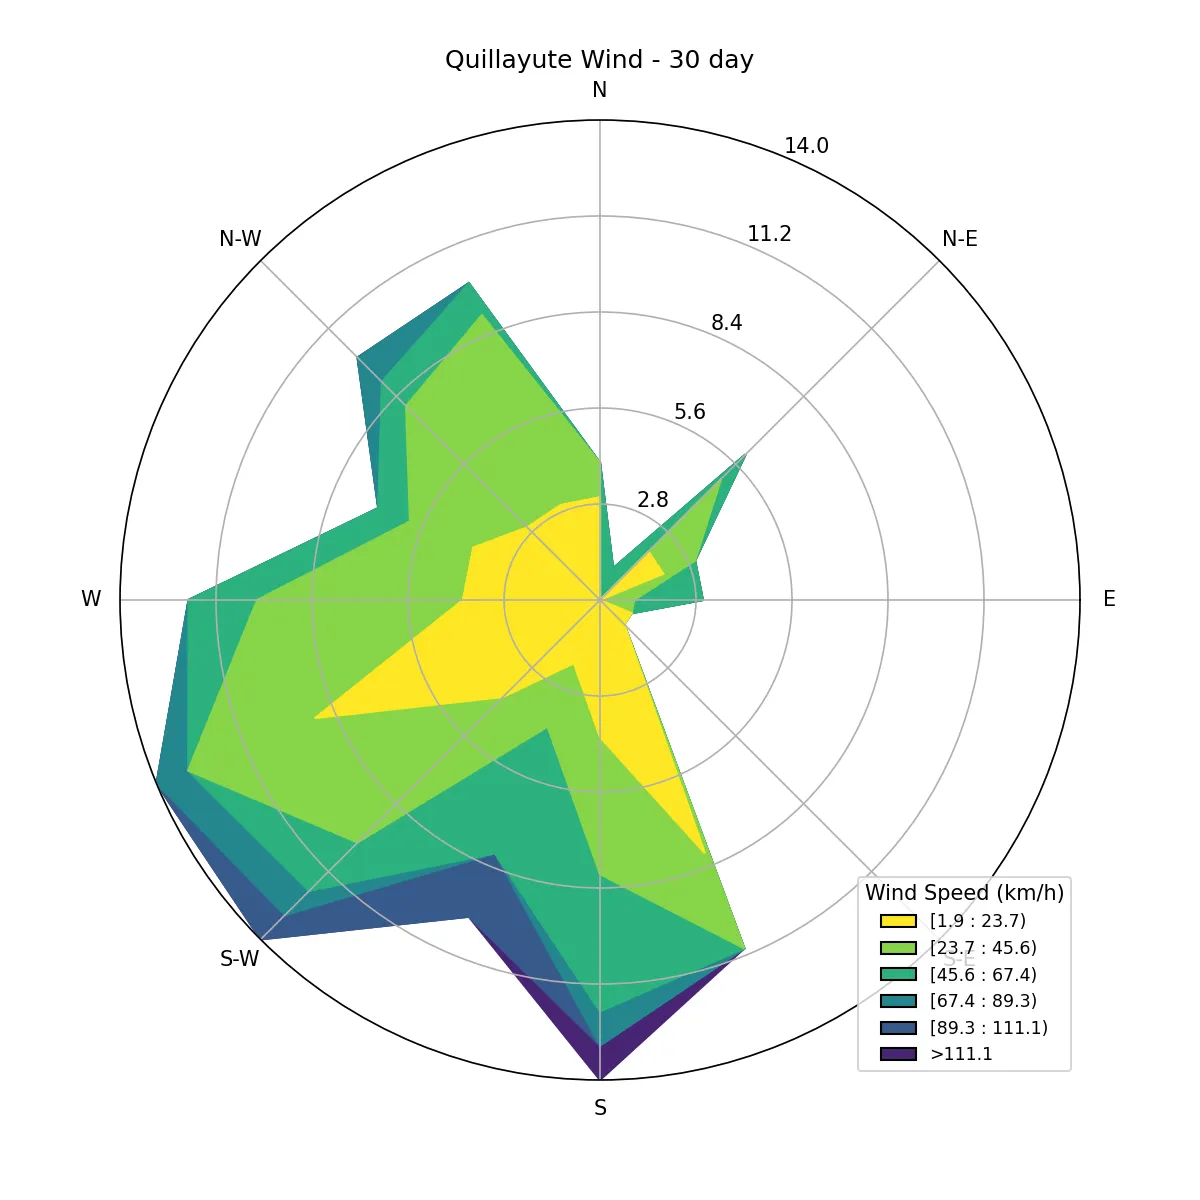 Quillayute Wind - 30 day
N
14.0
11.2
N-W
N-E
8.4
5.6
2.8
W
E
Wind Speed (km/h)
[1.9 : 23.7)
[23.7 : 45.6)
S-W
S-E
[45.6 : 67.4)
[67.4 : 89.3)
[89.3 : 111.1)
>111.1
S